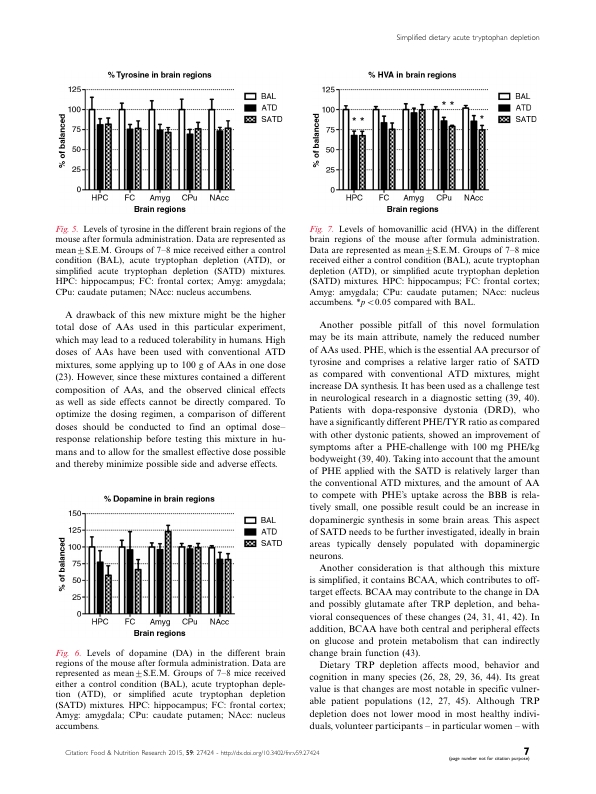 Simplified dietary acute tryptophan depletion
% Tyrosine in brain regions
% of balanced
125
100
75
50
25
0
HPC FC Amyg CPu NAcc
Brain regions
BAL
ATD
SATD
Fig. 5. Levels of tyrosine in the different brain regions of the
mouse after formula administration. Data are represented as
mean±S.E.M. Groups of 7–8 mice received either a control
condition (BAL), acute tryptophan depletion (ATD), or
simplified acute tryptophan depletion (SATD) mixtures.
HPC: hippocampus; FC: frontal cortex; Amyg: amygdala;
CPu: caudate putamen; NAcc: nucleus accumbens.
A drawback of this new mixture might be the higher
total dose of AAs used in this particular experiment,
which may lead to a reduced tolerability in humans. High
doses of AAs have been used with conventional ATD
mixtures, some applying up to 100 g of AAs in one dose
(23). However, since these mixtures contained a different
composition of AAs, and the observed clinical effects
as well as side effects cannot be directly compared. To
optimize the dosing regimen, a comparison of different
doses should be conducted to find an optimal dose–
response relationship before testing this mixture in hu-
mans and to allow for the smallest effective dose possible
and thereby minimize possible side and adverse effects.
% Dopamine in brain regions
% of balanced
150
125
100
75
50
25
0
HPC FC Amyg CPu NAcc
Brain regions
BAL
ATD
SATD
Fig. 6. Levels of dopamine (DA) in the different brain
regions of the mouse after formula administration. Data are
represented as mean±S.E.M. Groups of 7–8 mice received
either a control condition (BAL), acute tryptophan deple-
tion (ATD), or simplified acute tryptophan depletion
(SATD) mixtures. HPC: hippocampus; FC: frontal cortex;
Amyg: amygdala; CPu: caudate putamen; NAcc: nucleus
accumbens.
% HVA in brain regions
% of balanced
125
100
75
50
25
0
* *
* *
*
HPC FC Amyg CPu NAcc
Brain regions
BAL
ATD
SATD
Fig. 7. Levels of homovanillic acid (HVA) in the different
brain regions of the mouse after formula administration.
Data are represented as mean±S.E.M. Groups of 7–8 mice
received either a control condition (BAL), acute tryptophan
depletion (ATD), or simplified acute tryptophan depletion
(SATD) mixtures. HPC: hippocampus; FC: frontal cortex;
Amyg: amygdala; CPu: caudate putamen; NAcc: nucleus
accumbens. *p<0.05 compared with BAL.
Another possible pitfall of this novel formulation
may be its main attribute, namely the reduced number
of AAs used. PHE, which is the essential AA precursor of
tyrosine and comprises a relative larger ratio of SATD
as compared with conventional ATD mixtures, might
increase DA synthesis. It has been used as a challenge test
in neurological research in a diagnostic setting (39, 40).
Patients with dopa-responsive dystonia (DRD), who
have a significantly different PHE/TYR ratio as compared
with other dystonic patients, showed an improvement of
symptoms after a PHE-challenge with 100 mg PHE/kg
bodyweight (39, 40). Taking into account that the amount
of PHE applied with the SATD is relatively larger than
the conventional ATD mixtures, and the amount of AA
to compete with PHE's uptake across the BBB is rela-
tively small, one possible result could be an increase in
dopaminergic synthesis in some brain areas. This aspect
of SATD needs to be further investigated, ideally in brain
areas typically densely populated with dopaminergic
neurons.
Another consideration is that although this mixture
is simplified, it contains BCAA, which contributes to off-
target effects. BCAA may contribute to the change in DA
and possibly glutamate after TRP depletion, and beha-
vioral consequences of these changes (24, 31, 41, 42). In
addition, BCAA have both central and peripheral effects
on glucose and protein metabolism that can indirectly
change brain function (43).
Dietary TRP depletion affects mood, behavior and
cognition in many species (26, 28, 29, 36, 44). Its great
value is that changes are most notable in specific vulner-
able patient populations (12, 27, 45). Although TRP
depletion does not lower mood in most healthy indivi-
duals, volunteer participants – in particular women – with
Citation: Food & Nutrition Research 2015, 59: 27424 - http://dx.doi.org/10.3402/fnr.v59.27424
7
(page number not for citation purpose)